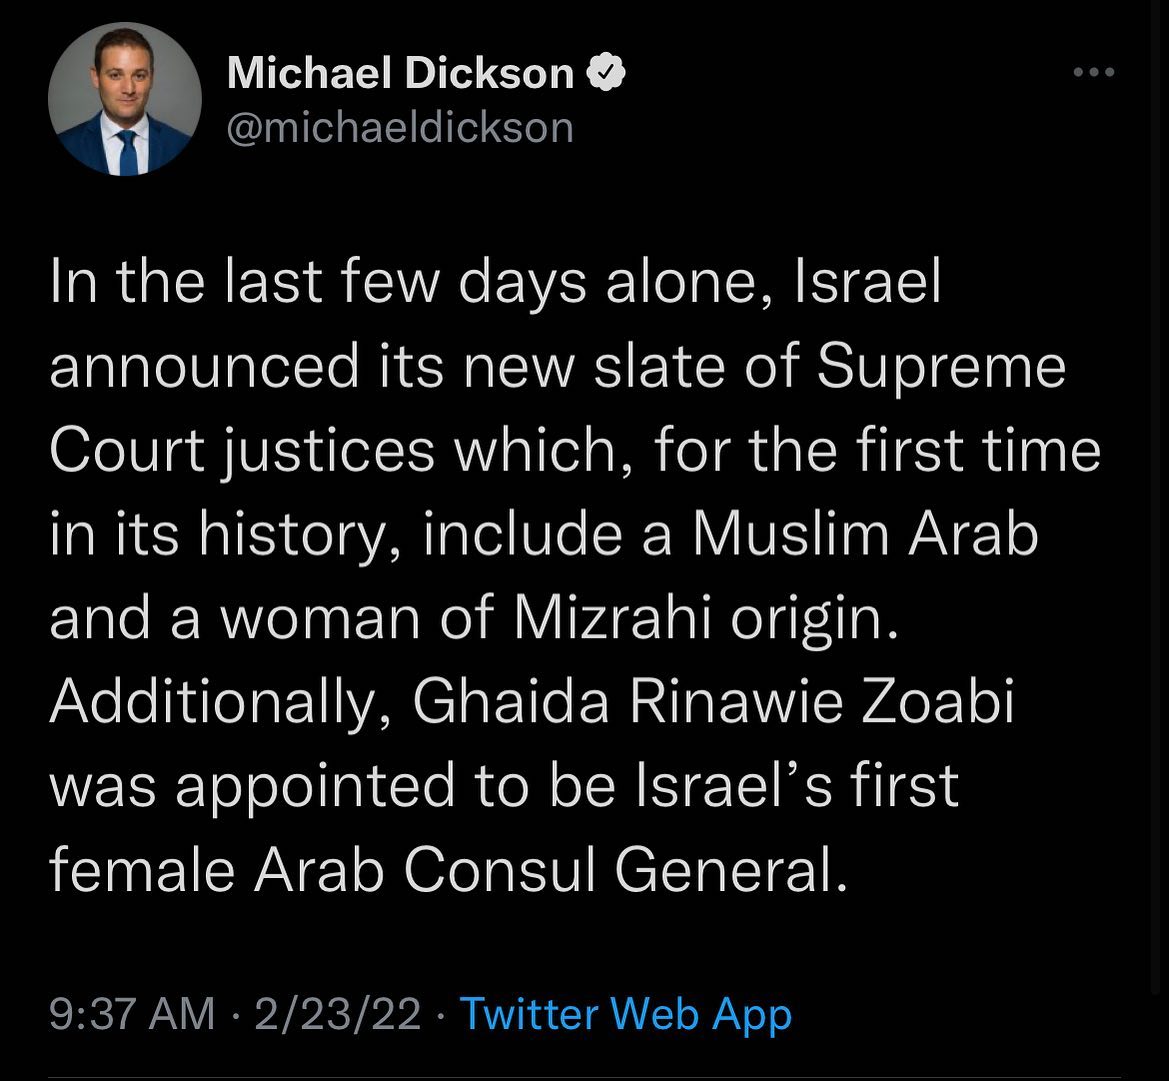 Michael Dickson
@michaeldickson
In the last few days alone, Israel
announced its new slate of Supreme
Court justices which, for the first time
in its history, include a Muslim Arab
and a woman of Mizrahi origin.
Additionally, Ghaida Rinawie Zoabi
was appointed to be Israel’s first
female Arab Consul General.
9:37 AM · 2/23/22 · Twitter Web App